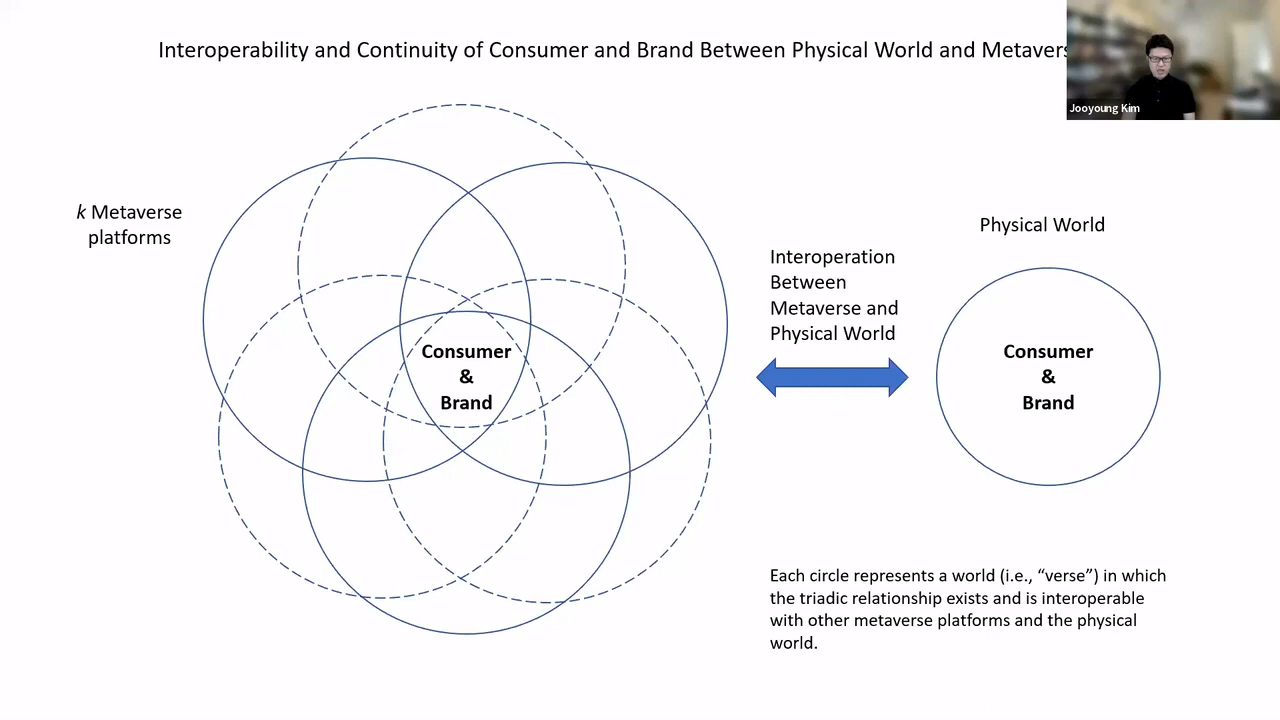 Interoperability and Continuity of Consumer and Brand Between Physical World and Metavers
Jooyoung Kim
k Metaverse
platforms
Consumer
&
Brand
Interoperation
Between
Metaverse and
Physical World
Physical World
Consumer
&
Brand
Each circle represents a world (i.e., “verse”) in which
the triadic relationship exists and is interoperable
with other metaverse platforms and the physical
world.